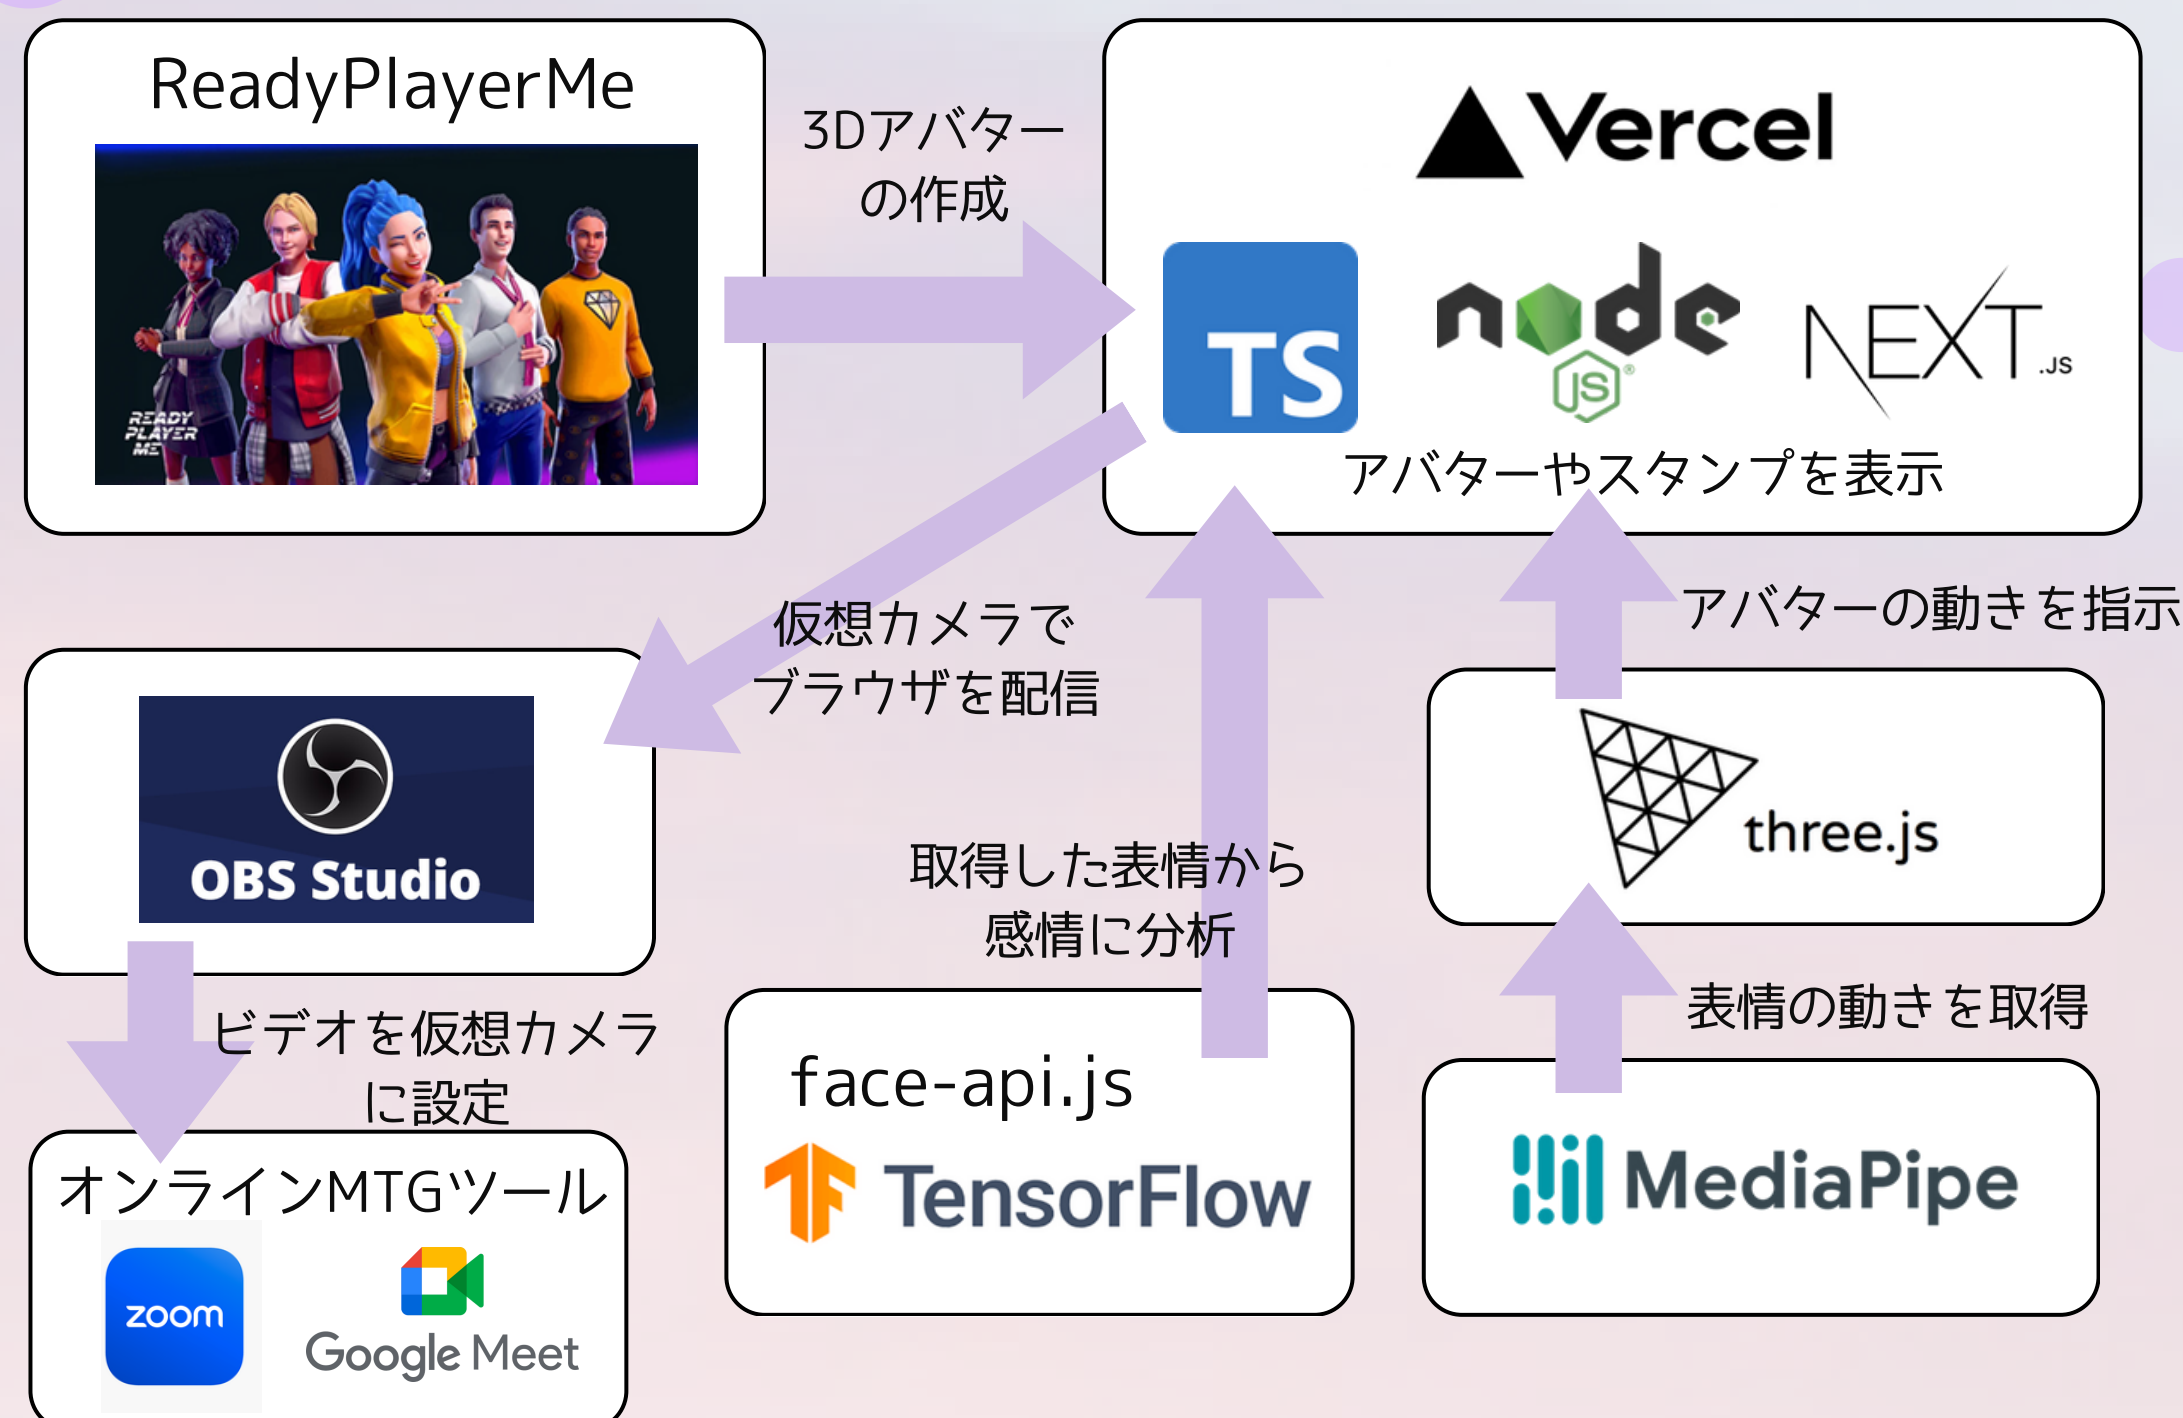 ReadyPlayerMe
READY
PLAYER
ME
3Dアバター
の作成
Vercel
TS
node
JS
NEXT.JS
アバターやスタンプを表示
仮想カメラで
ブラウザを配信
アバターの動きを指示
OBS Studio
three.js
取得した表情から
感情に分析
ビデオを仮想カメラ
に設定
表情の動きを取得
オンラインMTGツール
zoom
Google Meet
face-api.js
TensorFlow
MediaPipe